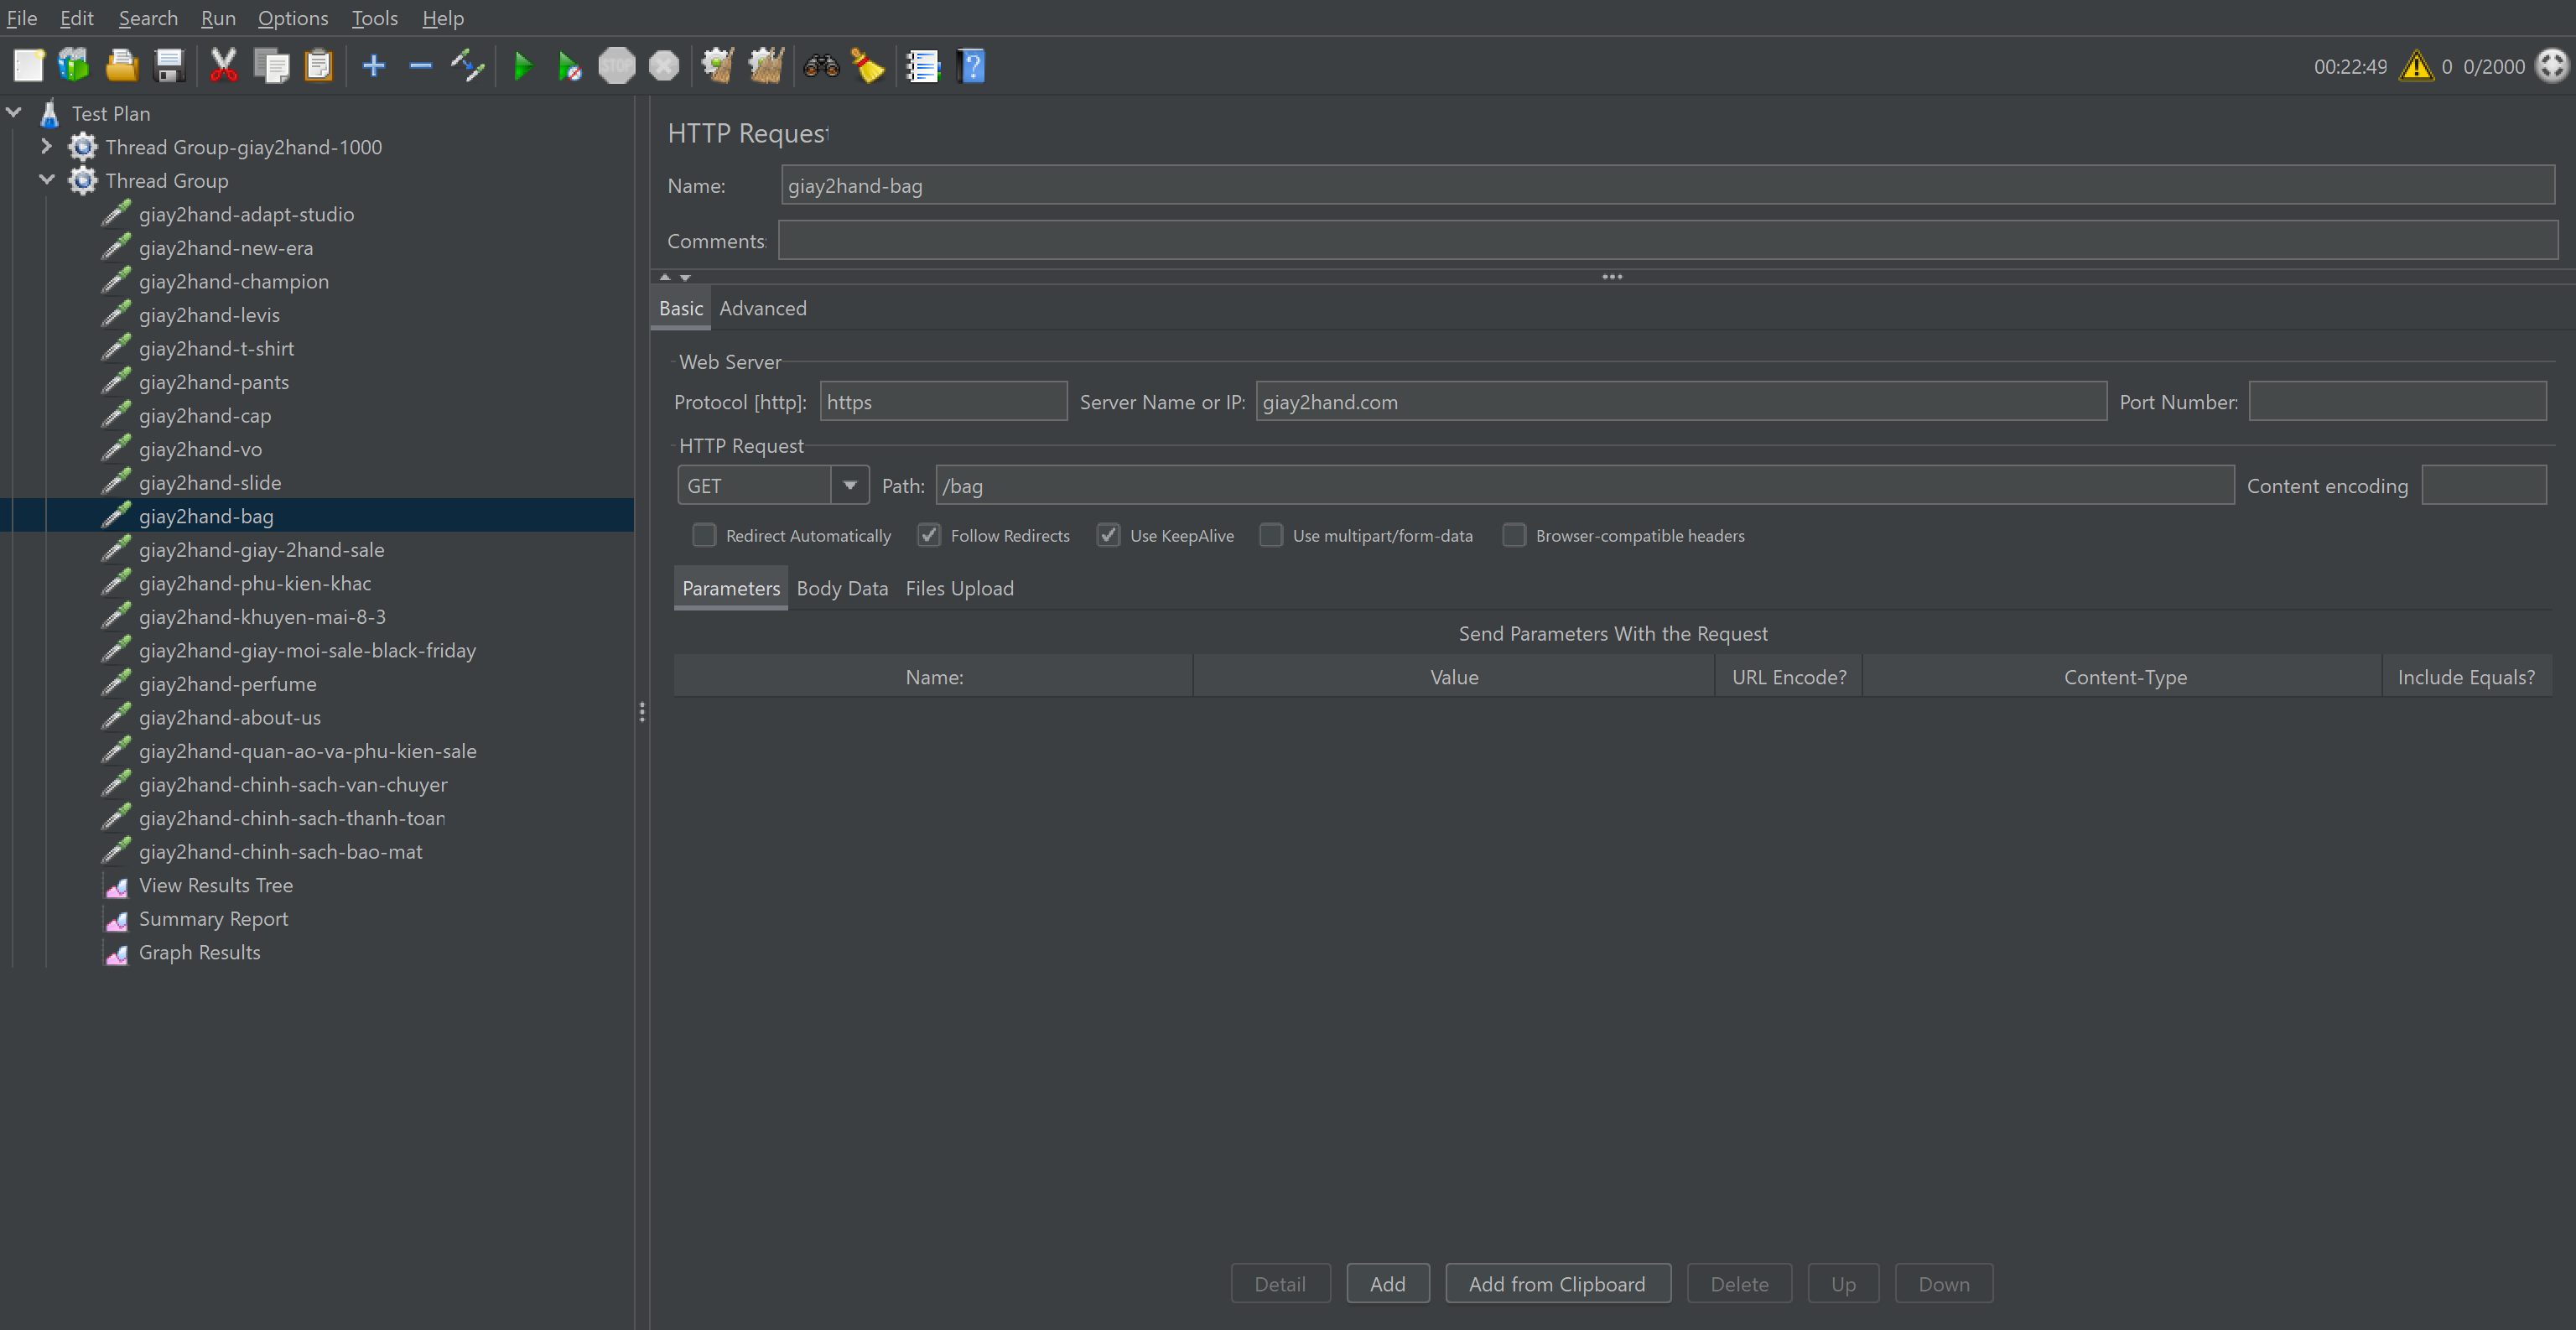 File Edit Search Run Options Tools Help
STOP
00:22:49 0 0/2000
Test Plan
Thread Group-giay2hand-1000
Thread Group
giay2hand-adapt-studio
giay2hand-new-era
giay2hand-champion
giay2hand-levis
giay2hand-t-shirt
giay2hand-pants
giay2hand-cap
giay2hand-vo
giay2hand-slide
giay2hand-bag
giay2hand-giay-2hand-sale
giay2hand-phu-kien-khac
giay2hand-khuyen-mai-8-3
giay2hand-giay-moi-sale-black-friday
giay2hand-perfume
giay2hand-about-us
giay2hand-quan-ao-va-phu-kien-sale
giay2hand-chinh-sach-van-chuyer
giay2hand-chinh-sach-thanh-toan
giay2hand-chinh-sach-bao-mat
View Results Tree
Summary Report
Graph Results
HTTP Request
Name: giay2hand-bag
Comments:
Basic Advanced
Web Server
Protocol [http]: https Server Name or IP: giay2hand.com Port Number:
HTTP Request
GET Path: /bag Content encoding
Redirect Automatically Follow Redirects Use KeepAlive Use multipart/form-data Browser-compatible headers
Parameters Body Data Files Upload
Send Parameters With the Request
Name: Value URL Encode? Content-Type Include Equals?
Detail Add Add from Clipboard Delete Up Down